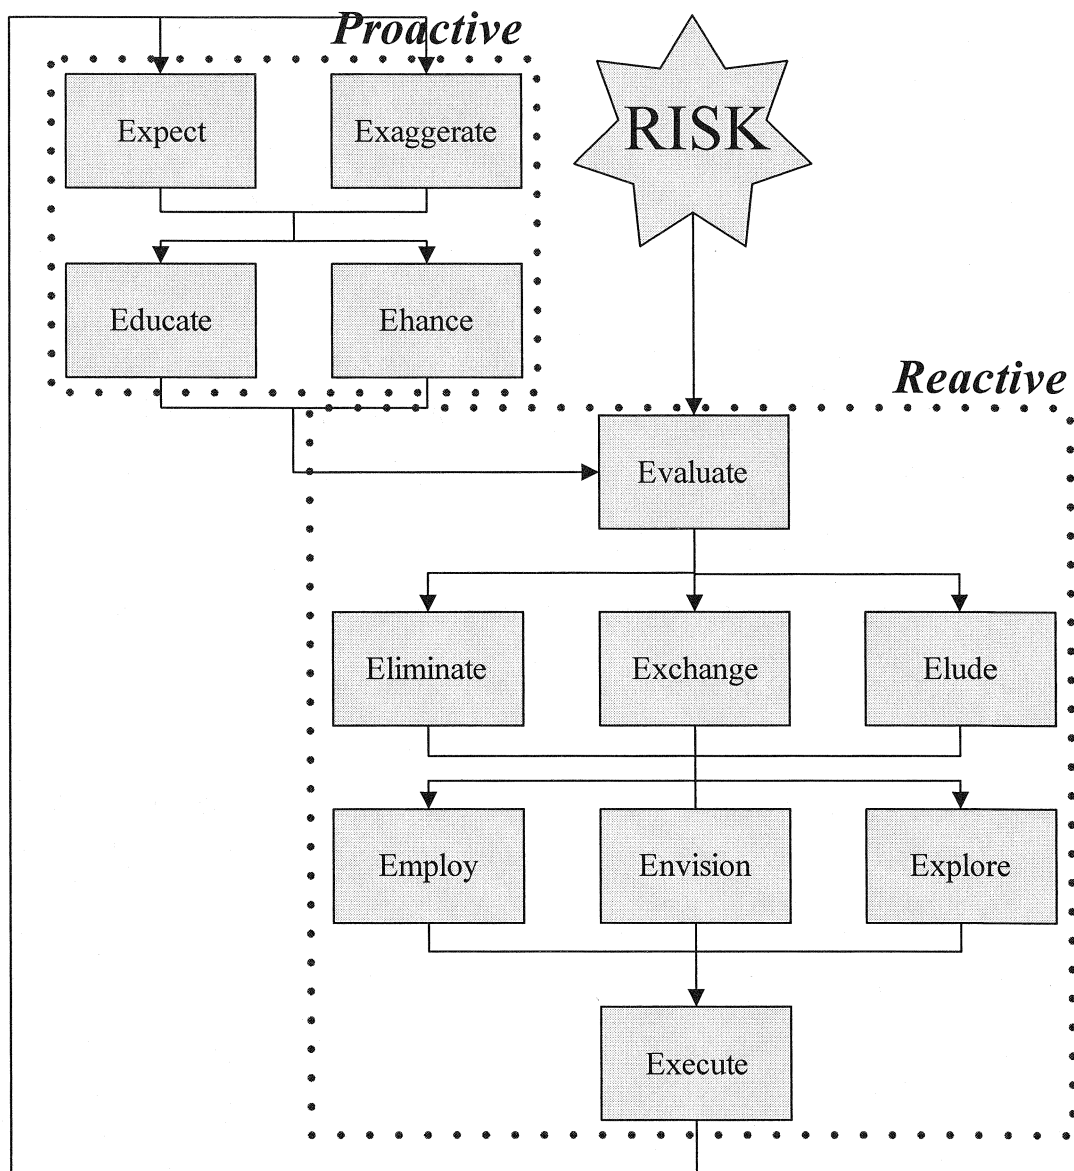 Proactive
RISK
Expect
Exaggerate
Educate
Ehance
Reactive
Evaluate
Eliminate
Exchange
Elude
Employ
Envision
Explore
Execute